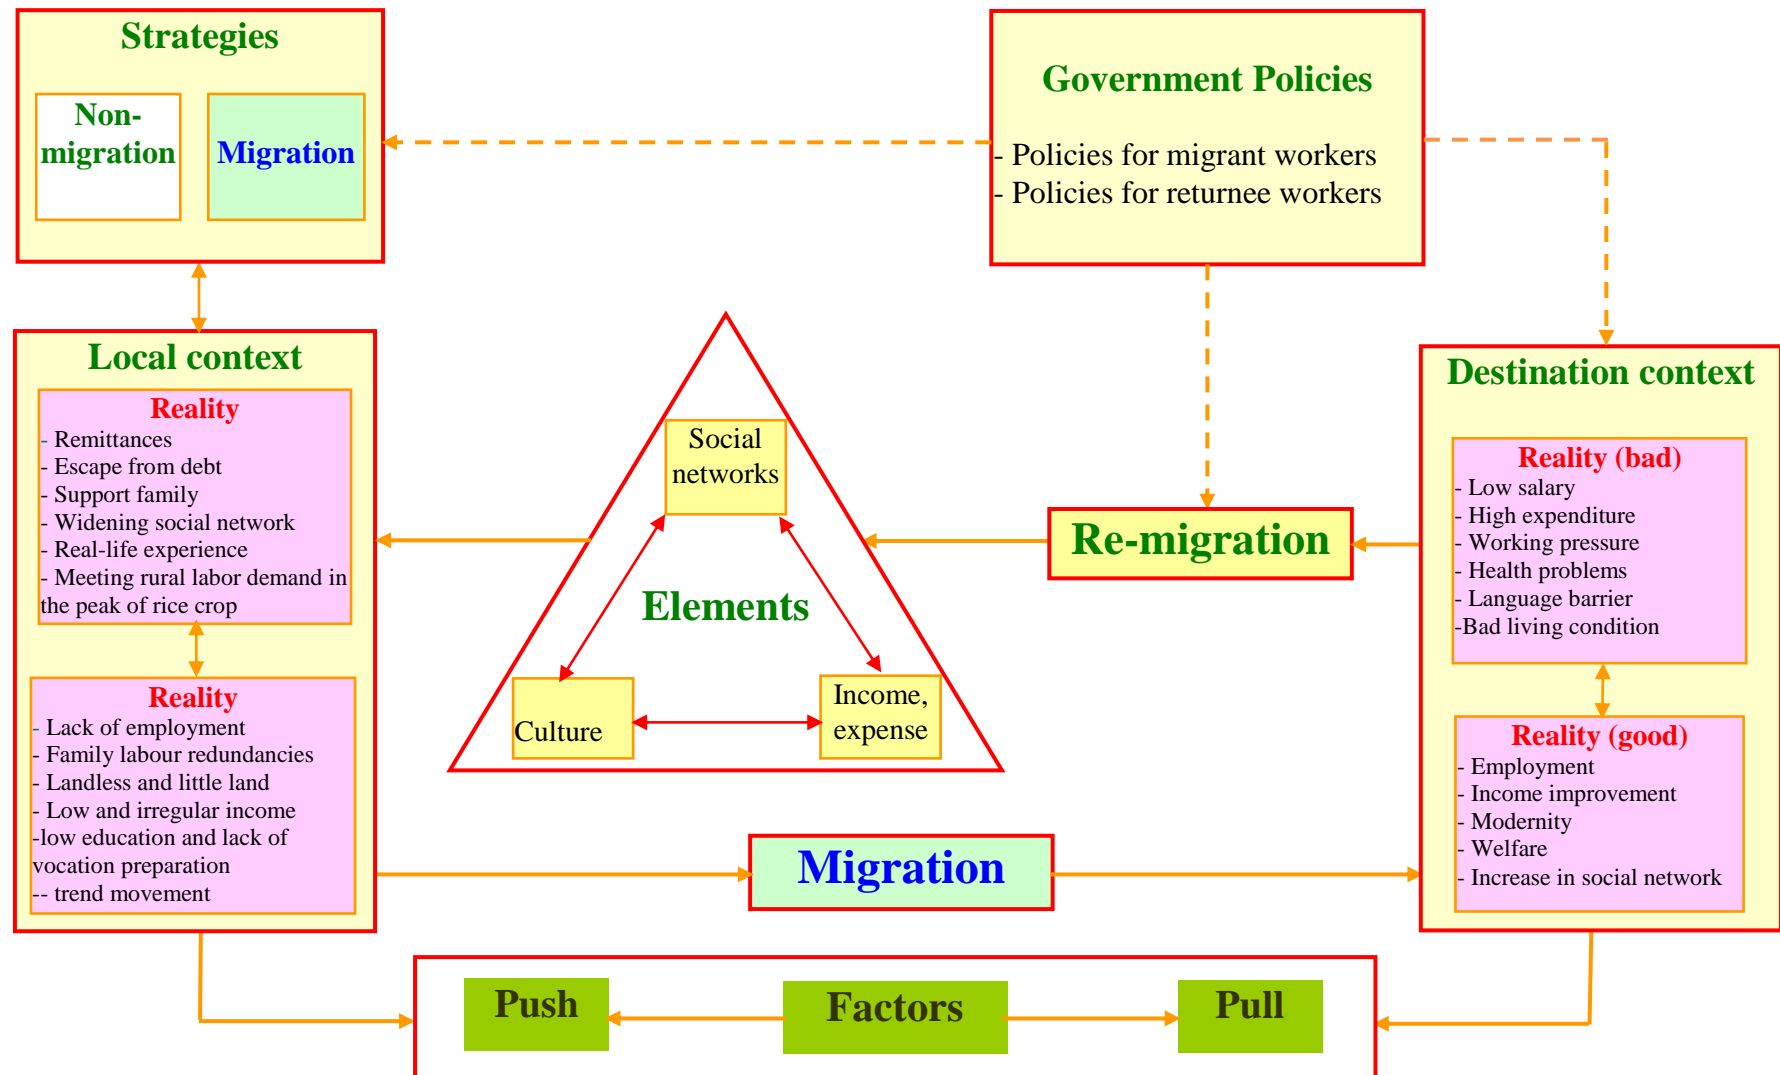 Strategies
Non-
migration
Migration
Government Policies
- Policies for migrant workers
- Policies for returnee workers
Local context
Reality
- Remittances
- Escape from debt
- Support family
- Widening social network
- Real-life experience
- Meeting rural labor demand in
the peak of rice crop
Reality
- Lack of employment
- Family labour redundancies
- Landless and little land
- Low and irregular income
-low education and lack of
vocation preparation
-- trend movement
Social
networks
Elements
Culture
Income,
expense
Re-migration
Migration
Destination context
Reality (bad)
- Low salary
- High expenditure
- Working pressure
- Health problems
- Language barrier
-Bad living condition
Reality (good)
- Employment
- Income improvement
- Modernity
- Welfare
- Increase in social network
Push
Factors
Pull